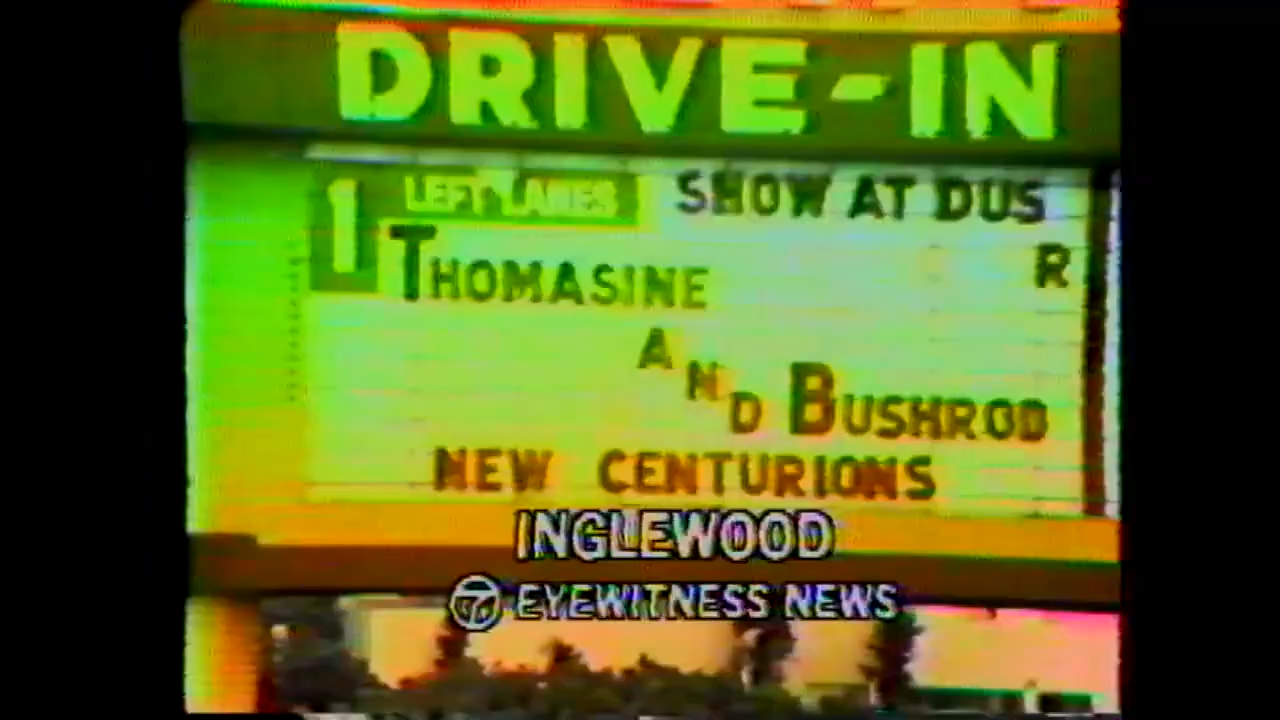 DRIVE-IN
1 LEFT LANES SHOW AT DUS
R
THOMASINE
AND BUSHROD
NEW CENTURIONS
INGLEWOOD
7 EYEWITNESS NEWS